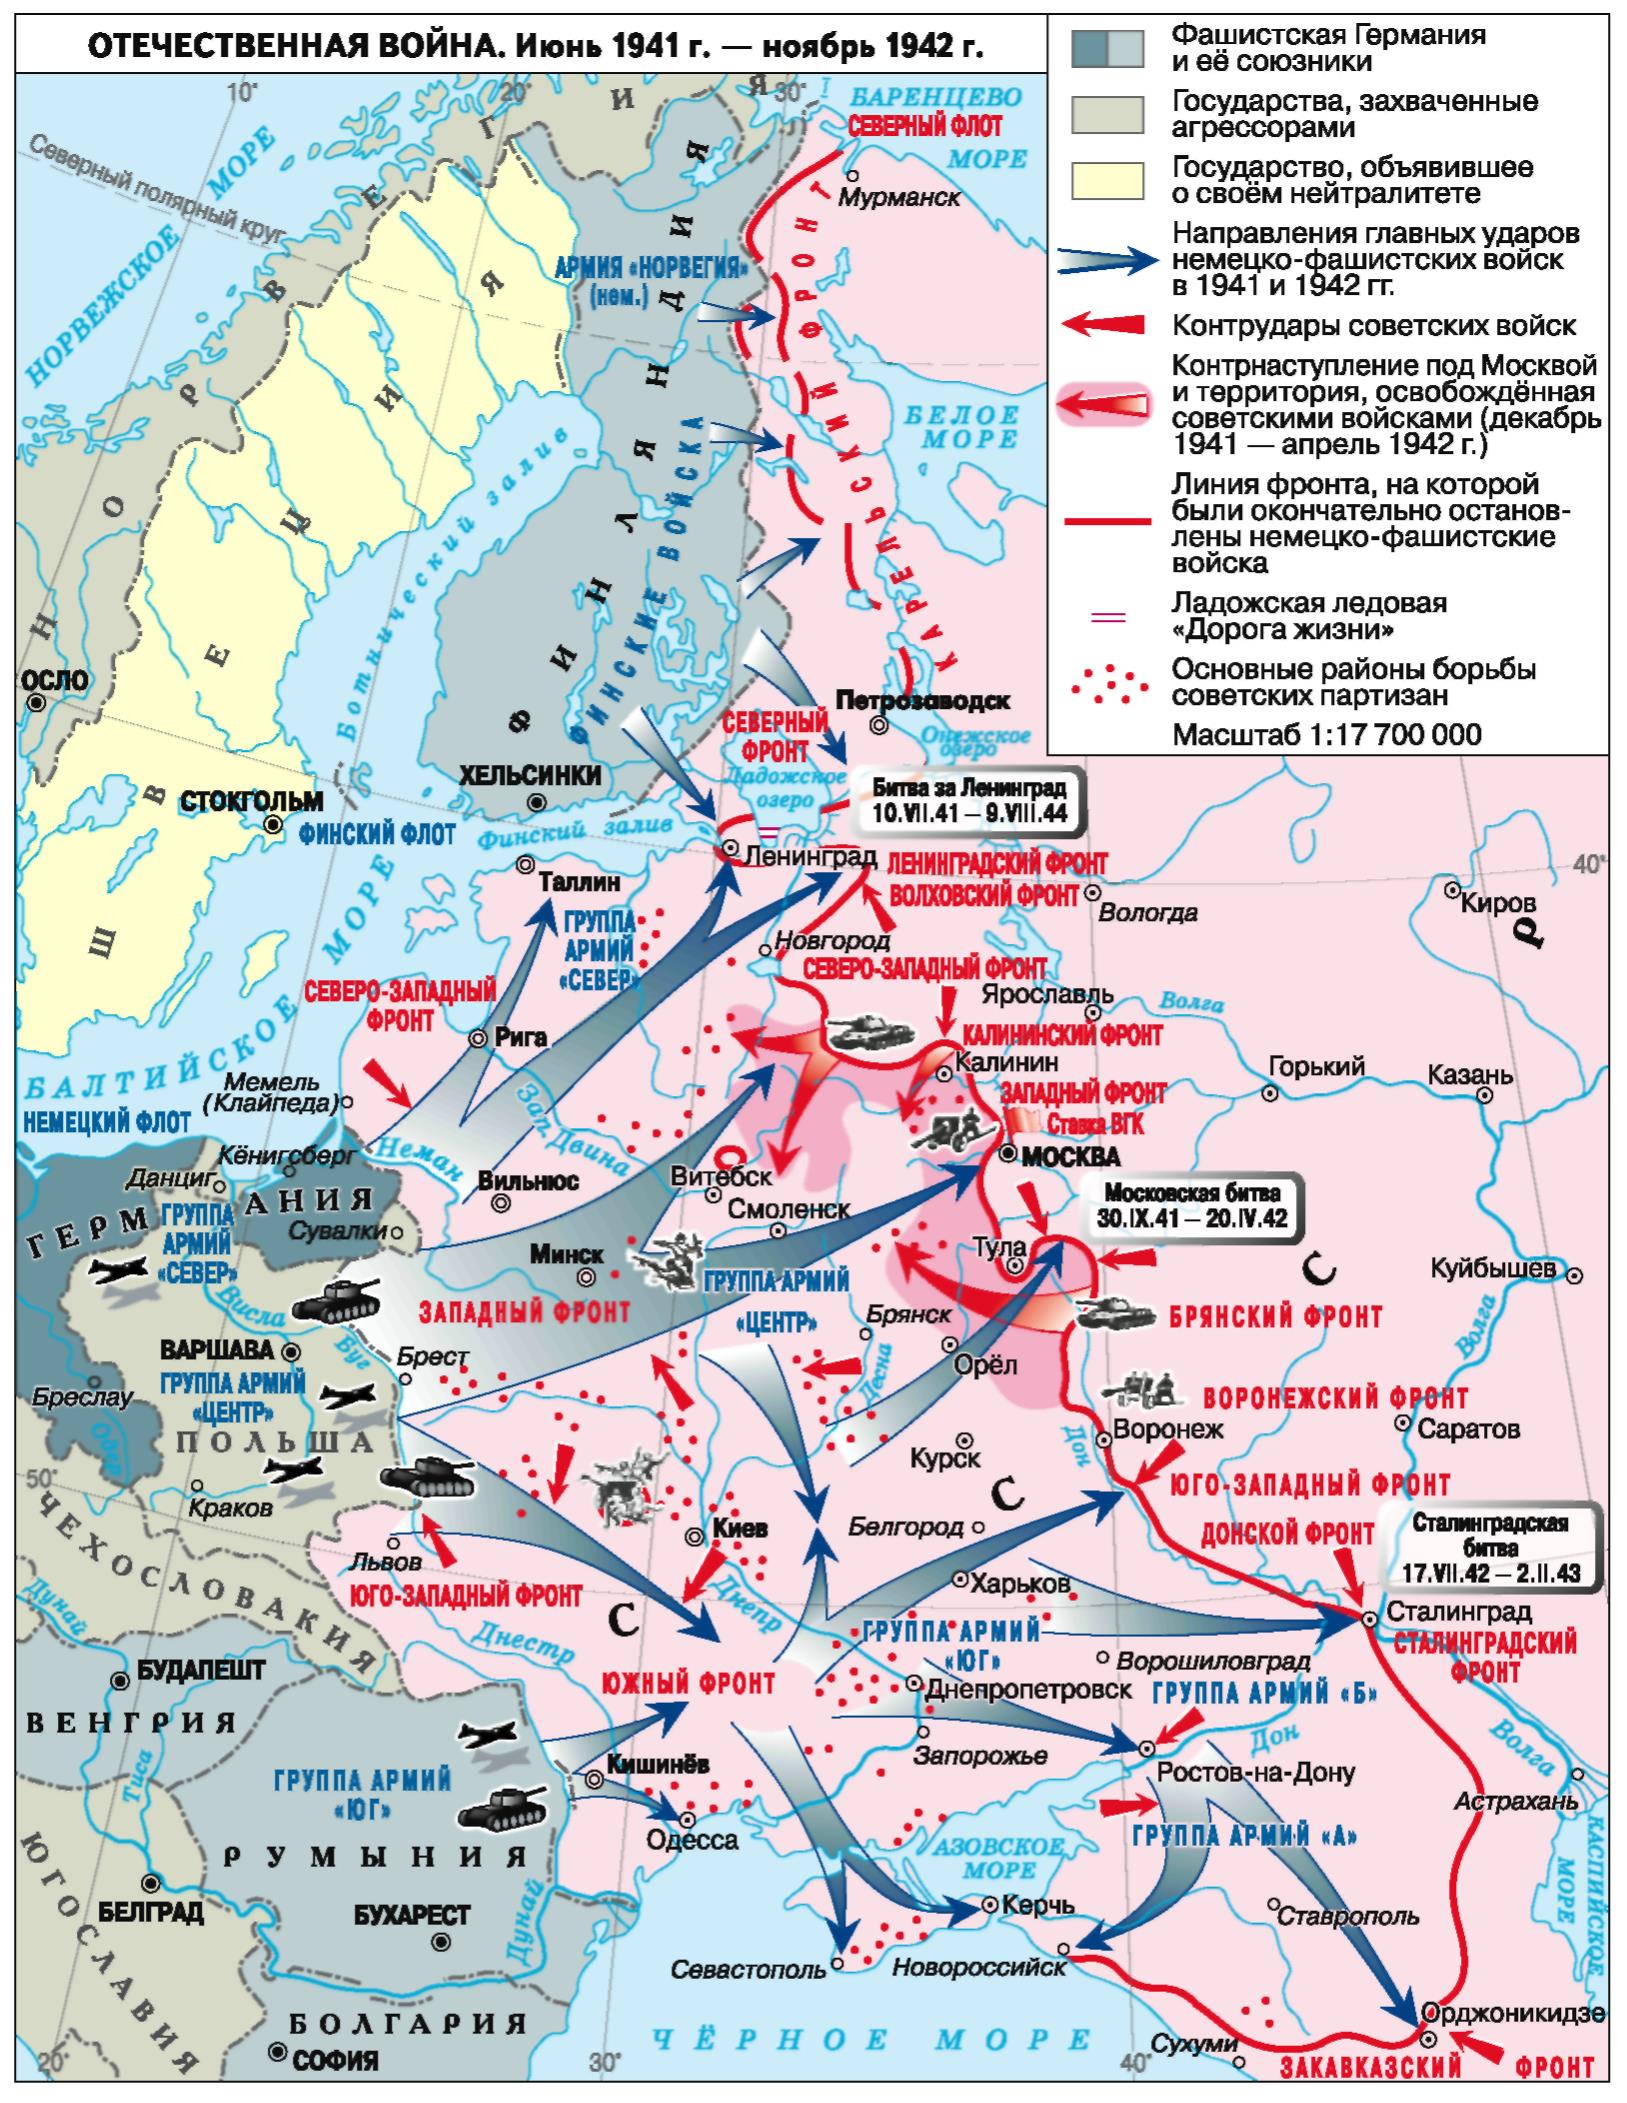 ОТЕЧЕСТВЕННАЯ ВОЙНА. Июнь 1941 г. — ноябрь 1942 г.
Фашистская Германия
и её союзники
Государства, захваченные
агрессорами
Государство, объявившее
о своём нейтралитете
Направления главных ударов
немецко-фашистских войск
в 1941 и 1942 гг.
Контрудары советских войск
Контрнаступление под Москвой
и территория, освобождённая
советскими войсками (декабрь
1941 — апрель 1942 г.)
Линия фронта, на которой
были окончательно останов-
лены немецко-фашистские
войска
Ладожская ледовая
«Дорога жизни»
Основные районы борьбы
советских партизан
Масштаб 1:17 700 000
10°
20°
30°
БАРЕНЦЕВО
МОРЕ
СЕВЕРНЫЙ ФЛОТ
Мурманск
Северный полярный круг
НОРВЕЖСКОЕ
МОРЕ
НОРВЕГИЯ
ШВЕЦИЯ
ФИНЛЯНДИЯ
АРМИЯ «НОРВЕГИЯ»
(нем.)
КАРЕЛЬСКИЙ ФРОНТ
БЕЛОЕ
МОРЕ
ФИНСКИЕ ВОЙСКА
Ботнический залив
ОСЛО
Петрозаводск
Онежское
озеро
СЕВЕРНЫЙ
ФРОНТ
Ладожское
озеро
ХЕЛЬСИНКИ
СТОКГОЛЬМ
ФИНСКИЙ ФЛОТ
Финский залив
Битва за Ленинград
10.VII.41 – 9.VIII.44
Ленинград
ЛЕНИНГРАДСКИЙ ФРОНТ
ВОЛХОВСКИЙ ФРОНТ
40°
Киров
Вологда
Таллин
ГРУППА
АРМИЙ
«СЕВЕР»
Новгород
СЕВЕРО-ЗАПАДНЫЙ ФРОНТ
СЕВЕРО-ЗАПАДНЫЙ
ФРОНТ
Рига
Ярославль
Волга
КАЛИНИНСКИЙ ФРОНТ
Калинин
Горький
Казань
БАЛТИЙСКОЕ
МОРЕ
Мемель
(Клайпеда)
НЕМЕЦКИЙ ФЛОТ
ЗАПАДНЫЙ ФРОНТ
Ставка ВГК
МОСКВА
Зап. Двина
Неман
Кёнигсберг
Данциг
Вильнюс
Витебск
Смоленск
Московская битва
30.IX.41 – 20.IV.42
ГЕРМАНИЯ
ГРУППА
АРМИЙ
«СЕВЕР»
Сувалки
Минск
Тула
Куйбышев
ГРУППА АРМИЙ
«ЦЕНТР»
ЗАПАДНЫЙ ФРОНТ
Висла
Буг
Брянск
БРЯНСКИЙ ФРОНТ
Волга
ВАРШАВА
Брест
Орёл
Десна
Бреслау
ГРУППА АРМИЙ
«ЦЕНТР»
Одер
ПОЛЬША
ВОРОНЕЖСКИЙ ФРОНТ
Воронеж
Саратов
Дон
Курск
50°
Краков
ЮГО-ЗАПАДНЫЙ ФРОНТ
Киев
Белгород
ДОНСКОЙ ФРОНТ
Сталинградская
битва
17.VII.42 – 2.II.43
ЧЕХОСЛОВАКИЯ
Львов
ЮГО-ЗАПАДНЫЙ ФРОНТ
Днепр
Харьков
Сталинград
СТАЛИНГРАДСКИЙ
ФРОНТ
СССР
Дунай
Днестр
ГРУППА АРМИЙ
«ЮГ»
Ворошиловград
БУДАПЕШТ
ЮЖНЫЙ ФРОНТ
Днепропетровск
ГРУППА АРМИЙ «Б»
ВЕНГРИЯ
Запорожье
Дон
Волга
Тиса
Кишинёв
Ростов-на-Дону
Астрахань
ГРУППА АРМИЙ
«ЮГ»
Одесса
АЗОВСКОЕ
МОРЕ
ГРУППА АРМИЙ «А»
КАСПИЙСКОЕ
МОРЕ
РУМЫНИЯ
ЮГОСЛАВИЯ
БЕЛГРАД
БУХАРЕСТ
Дунай
Керчь
Ставрополь
Севастополь
Новороссийск
Орджоникидзе
БОЛГАРИЯ
СОФИЯ
ЧЁРНОЕ МОРЕ
Сухуми
ЗАКАВКАЗСКИЙ ФРОНТ
20°
30°
40°